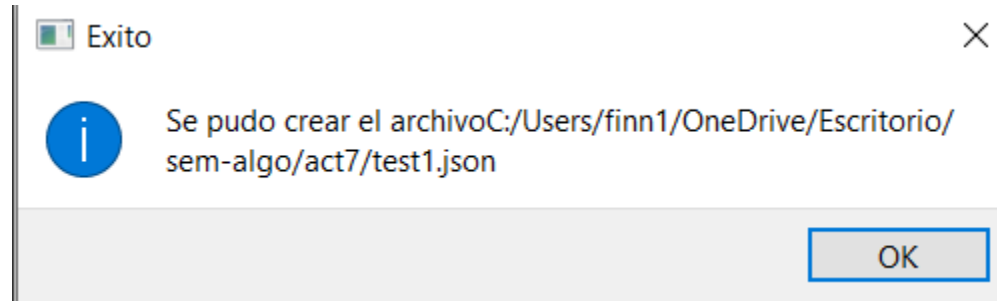 Exito
Se pudo crear el archivoC:/Users/finn1/OneDrive/Escritorio/
sem-algo/act7/test1.json
OK